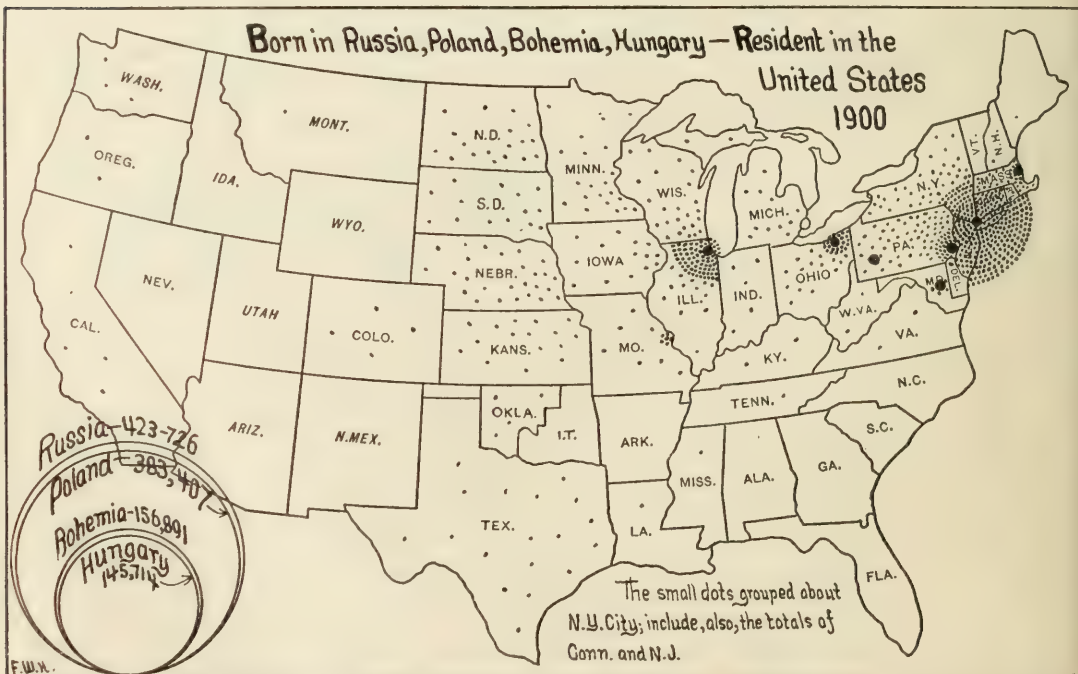 Born in Russia, Poland, Bohemia, Hungary — Resident in the
United States
1900
WASH.
OREG.
IDA.
MONT.
WYO.
NEV.
UTAH
CAL.
COLO.
ARIZ.
N.MEX.
N.D.
S.D.
NEBR.
KANS.
OKLA.
I.T.
TEX.
MINN.
IOWA
MO.
ARK.
LA.
WIS.
ILL.
MICH.
IND.
OHIO
KY.
TENN.
MISS.
ALA.
GA.
FLA.
S.C.
N.C.
VA.
W.VA.
MD.
DEL.
PA.
N.Y.
VT.
N.H.
MASS.
Russia-423-726
Poland-383,407
Bohemia-156,891
Hungary
145,714
The small dots grouped about
N.Y. City; include, also, the totals of
Conn. and N.J.
F.W.H.